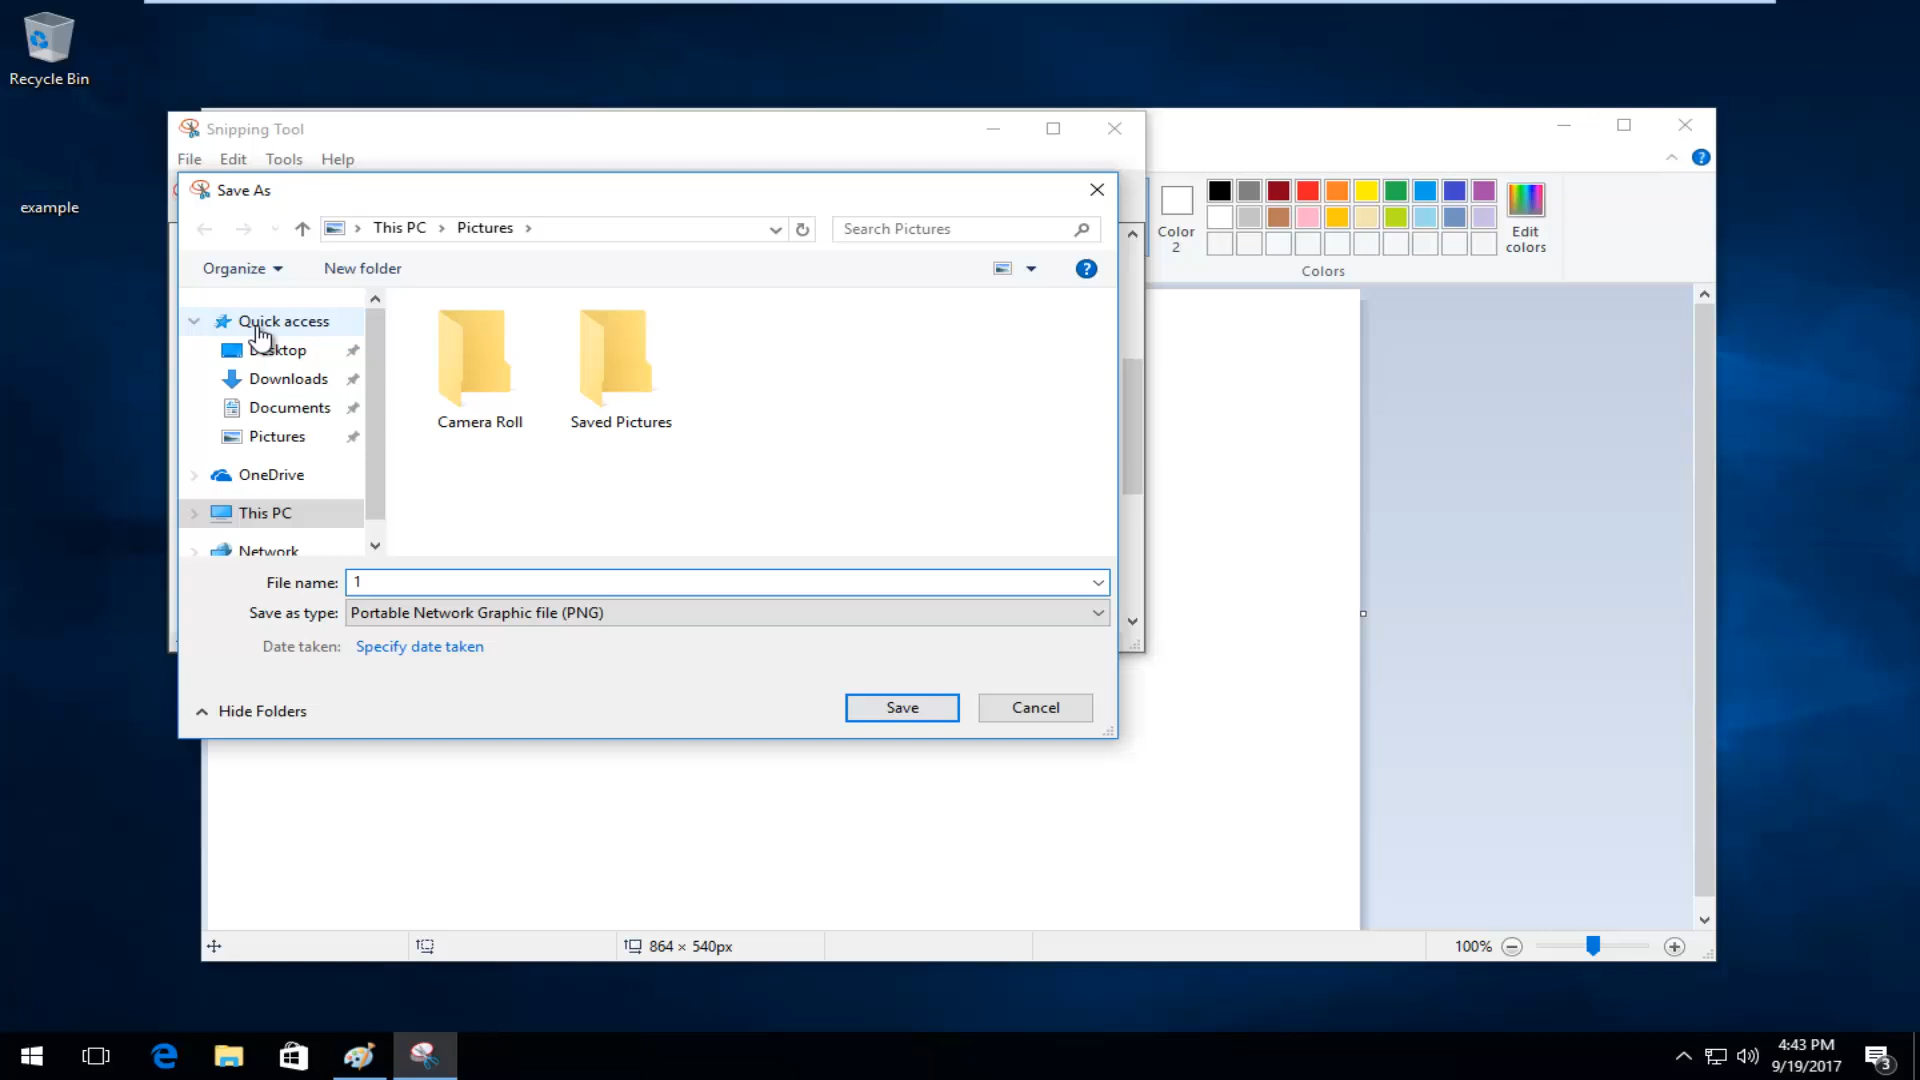 Recycle Bin
example
Snipping Tool
File Edit Tools Help
Save As
This PC Pictures
Search Pictures
Organize New folder
Quick access
Desktop
Downloads
Documents
Pictures
OneDrive
This PC
Network
Camera Roll
Saved Pictures
File name: 1
Save as type: Portable Network Graphic file (PNG)
Date taken: Specify date taken
Hide Folders
Save
Cancel
Color
2
Edit
colors
Colors
864 × 540px
100%
4:43 PM
9/19/2017
3